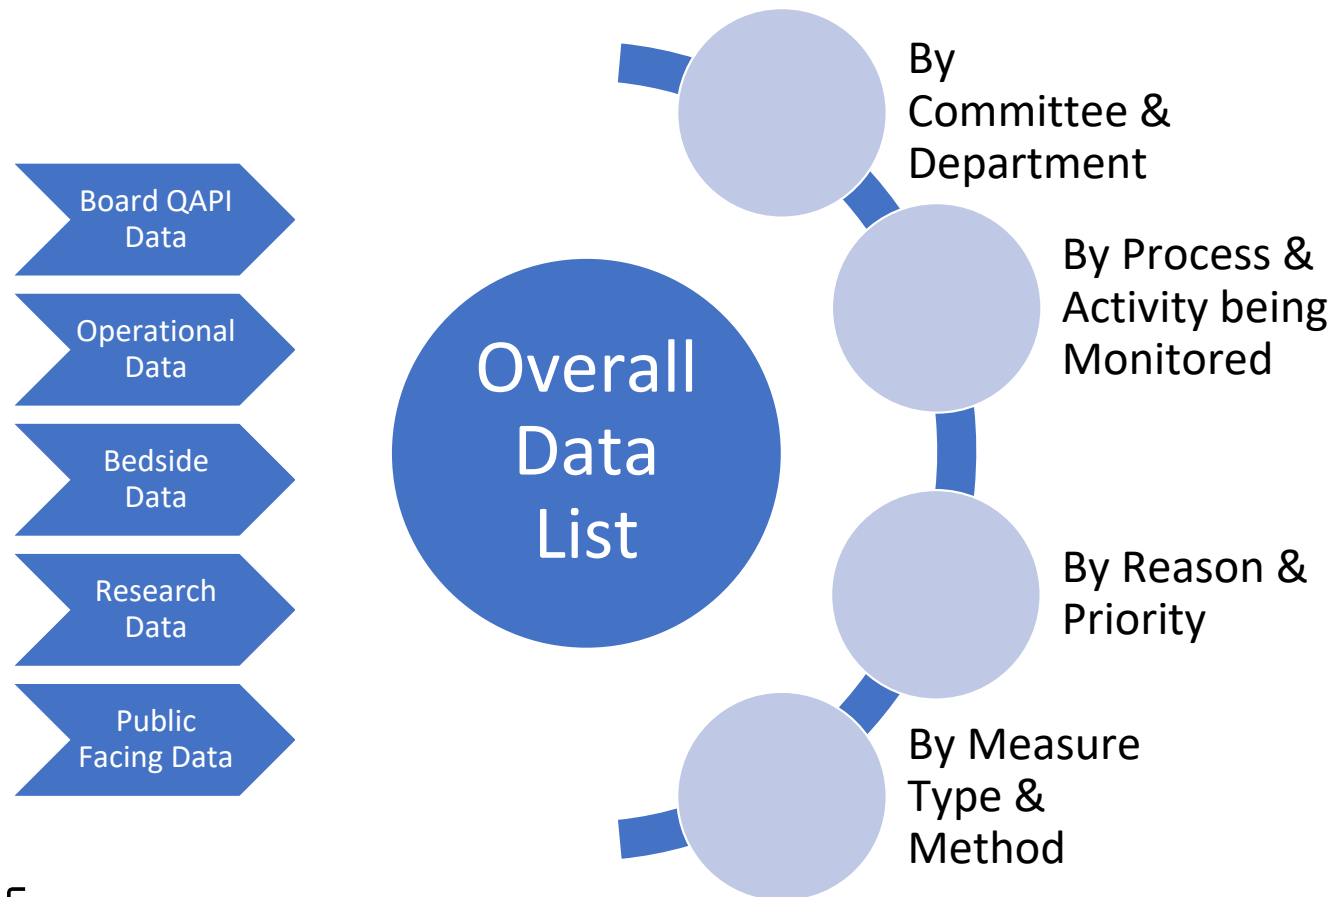 Board QAPI
Data
Operational
Data
Bedside
Data
Research
Data
Public
Facing Data
Overall
Data
List
By
Committee &
Department
By Process &
Activity being
Monitored
By Reason &
Priority
By Measure
Type &
Method